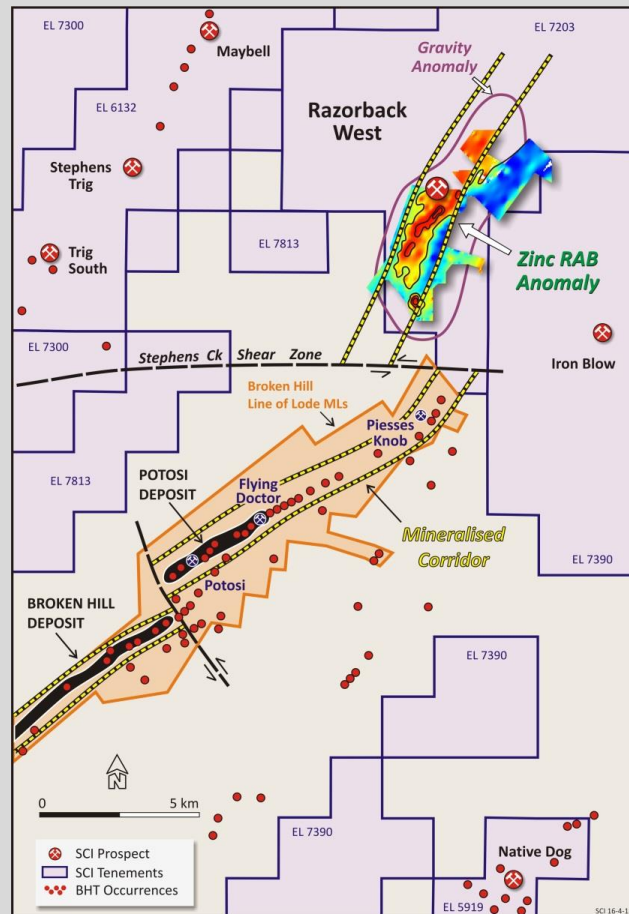 EL 7300
Maybell
EL 7203
Gravity
Anomaly
EL 6132
Razorback
West
Stephens
Trig
EL 7813
Trig
South
Zinc RAB
Anomaly
EL 7300
Stephens Ck Shear Zone
Iron Blow
Broken Hill
Line of Lode MLs
Piesses
Knob
EL 7813
POTOSI
DEPOSIT
Flying
Doctor
Mineralised
Corridor
EL 7390
Potosi
BROKEN HILL
DEPOSIT
EL 7390
N
0 5 km
EL 7390
Native Dog
SCI Prospect
SCI Tenements
BHT Occurrences
EL 5919